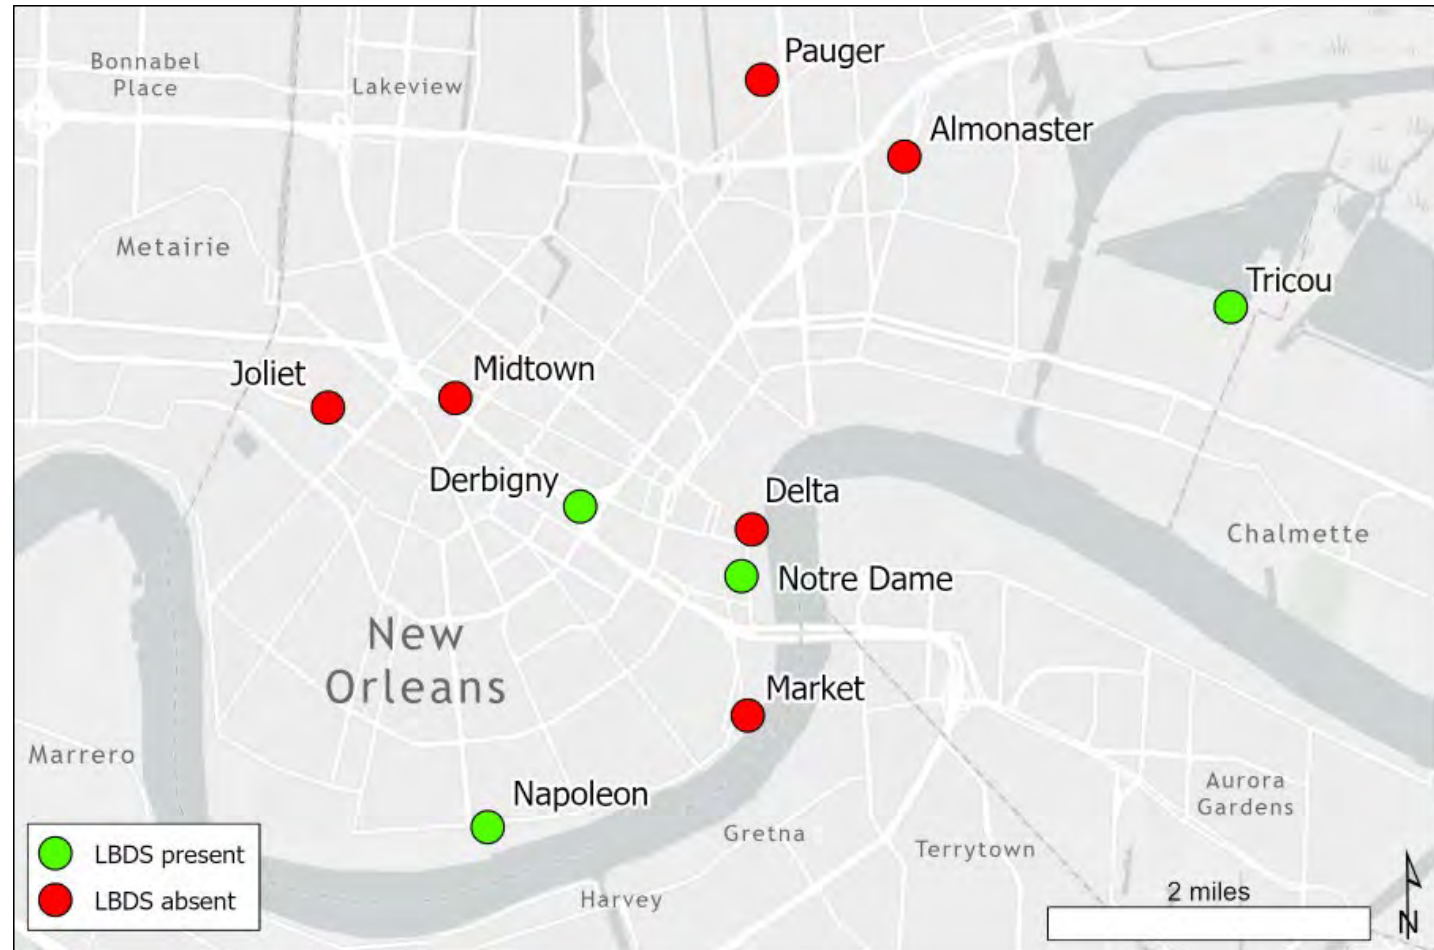 Pauger
Bonnabel
Place
Lakeview
Almonaster
Metairie
Tricou
Joliet
Midtown
Derbigny
Delta
Chalmette
Notre Dame
New
Orleans
Market
Marrero
Napoleon
Aurora
Gardens
Gretna
Terrytown
LBDS present
Harvey
2 miles
LBDS absent
N